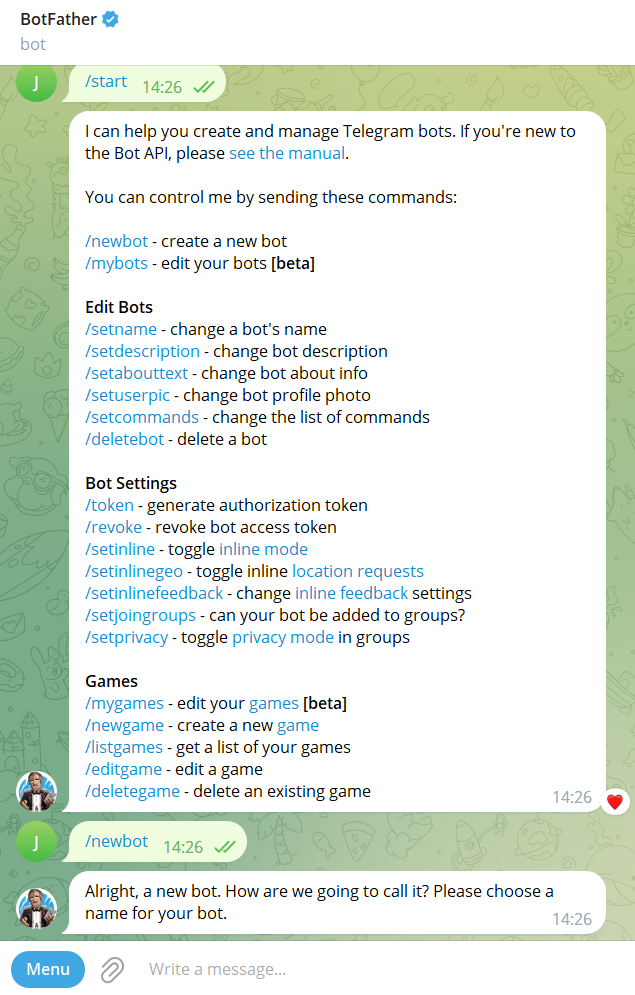 BotFather
bot
J
/start 14:26
I can help you create and manage Telegram bots. If you're new to
the Bot API, please see the manual.
You can control me by sending these commands:
/newbot - create a new bot
/mybots - edit your bots [beta]
Edit Bots
/setname - change a bot's name
/setdescription - change bot description
/setabouttext - change bot about info
/setuserpic - change bot profile photo
/setcommands - change the list of commands
/deletebot - delete a bot
Bot Settings
/token - generate authorization token
/revoke - revoke bot access token
/setinline - toggle inline mode
/setinlinegeo - toggle inline location requests
/setinlinefeedback - change inline feedback settings
/setjoingroups - can your bot be added to groups?
/setprivacy - toggle privacy mode in groups
Games
/mygames - edit your games [beta]
/newgame - create a new game
/listgames - get a list of your games
/editgame - edit a game
/deletegame - delete an existing game
14:26
J
/newbot 14:26
Alright, a new bot. How are we going to call it? Please choose a
name for your bot.
14:26
Menu
Write a message...